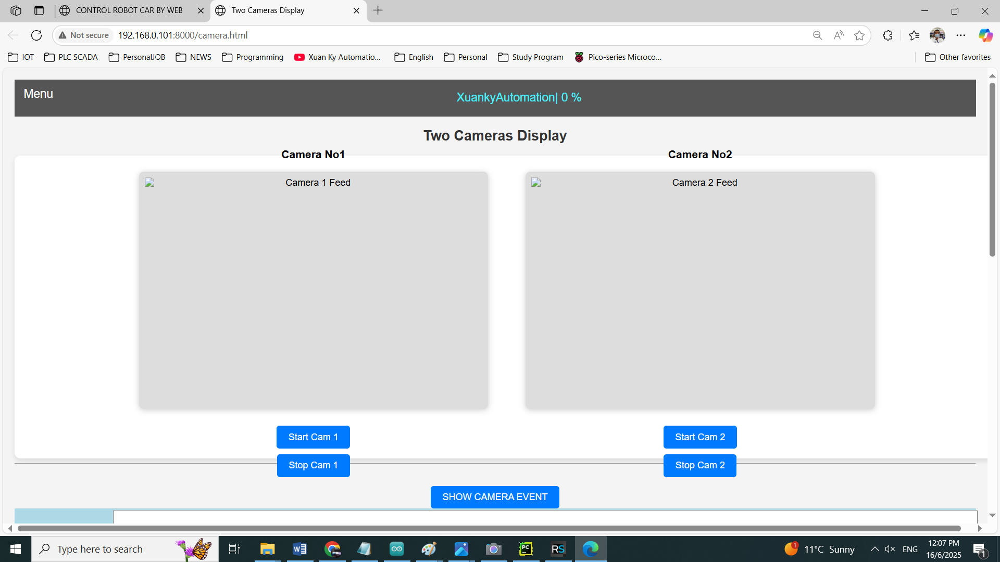 CONTROL ROBOT CAR BY WEB
Two Cameras Display
Not secure
192.168.0.101:8000/camera.html
IOT
PLC SCADA
PersonalJOB
NEWS
Programming
Xuan Ky Automatio...
English
Personal
Study Program
Pico-series Microco...
Other favorites
Menu
XuankyAutomation| 0 %
Two Cameras Display
Camera No1
Camera No2
Camera 1 Feed
Camera 2 Feed
Start Cam 1
Start Cam 2
Stop Cam 1
Stop Cam 2
SHOW CAMERA EVENT
Type here to search
PC
RS
1
11°C Sunny
ENG
12:07 PM
16/6/2025
1